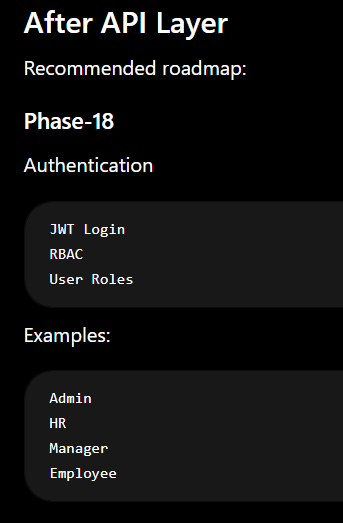 After API Layer
Recommended roadmap:
Phase-18
Authentication
JWT Login
RBAC
User Roles
Examples:
Admin
HR
Manager
Employee